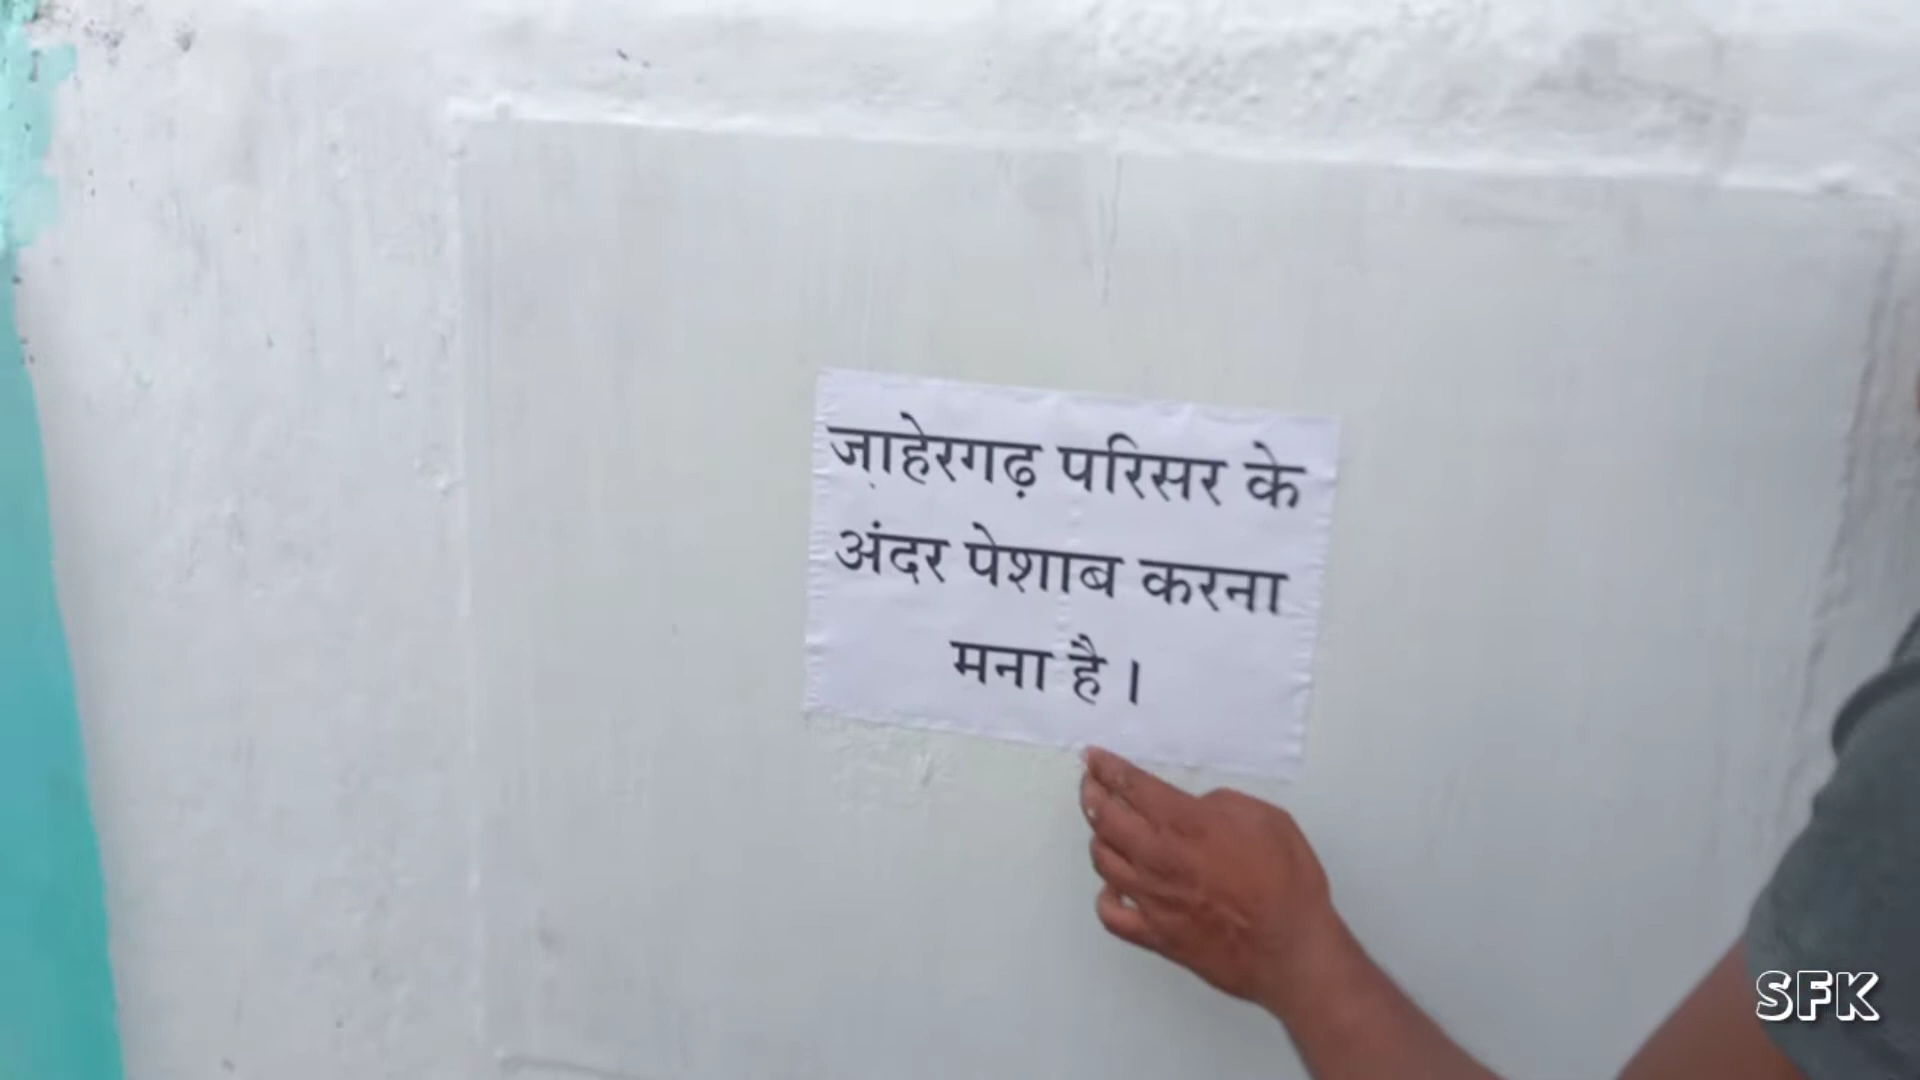 ज़ाहेरगढ़ परिसर के
अंदर पेशाब करना
मना है।
SFK